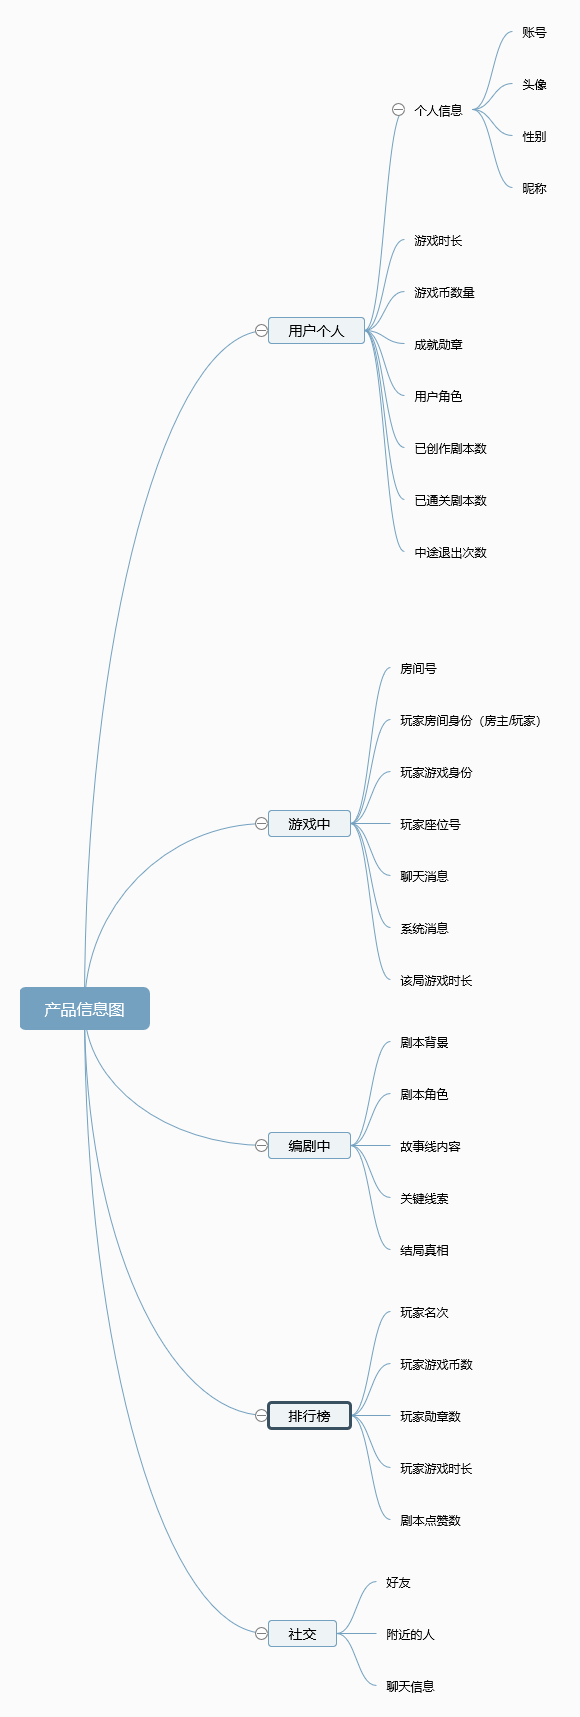 产品信息图
用户个人
个人信息
账号
头像
性别
昵称
游戏时长
游戏币数量
成就勋章
用户角色
已创作剧本数
已通关剧本数
中途退出次数
游戏中
房间号
玩家房间身份（房主/玩家）
玩家游戏身份
玩家座位号
聊天消息
系统消息
该局游戏时长
编剧中
剧本背景
剧本角色
故事线内容
关键线索
结局真相
排行榜
玩家名次
玩家游戏币数
玩家勋章数
玩家游戏时长
剧本点赞数
社交
好友
附近的人
聊天信息